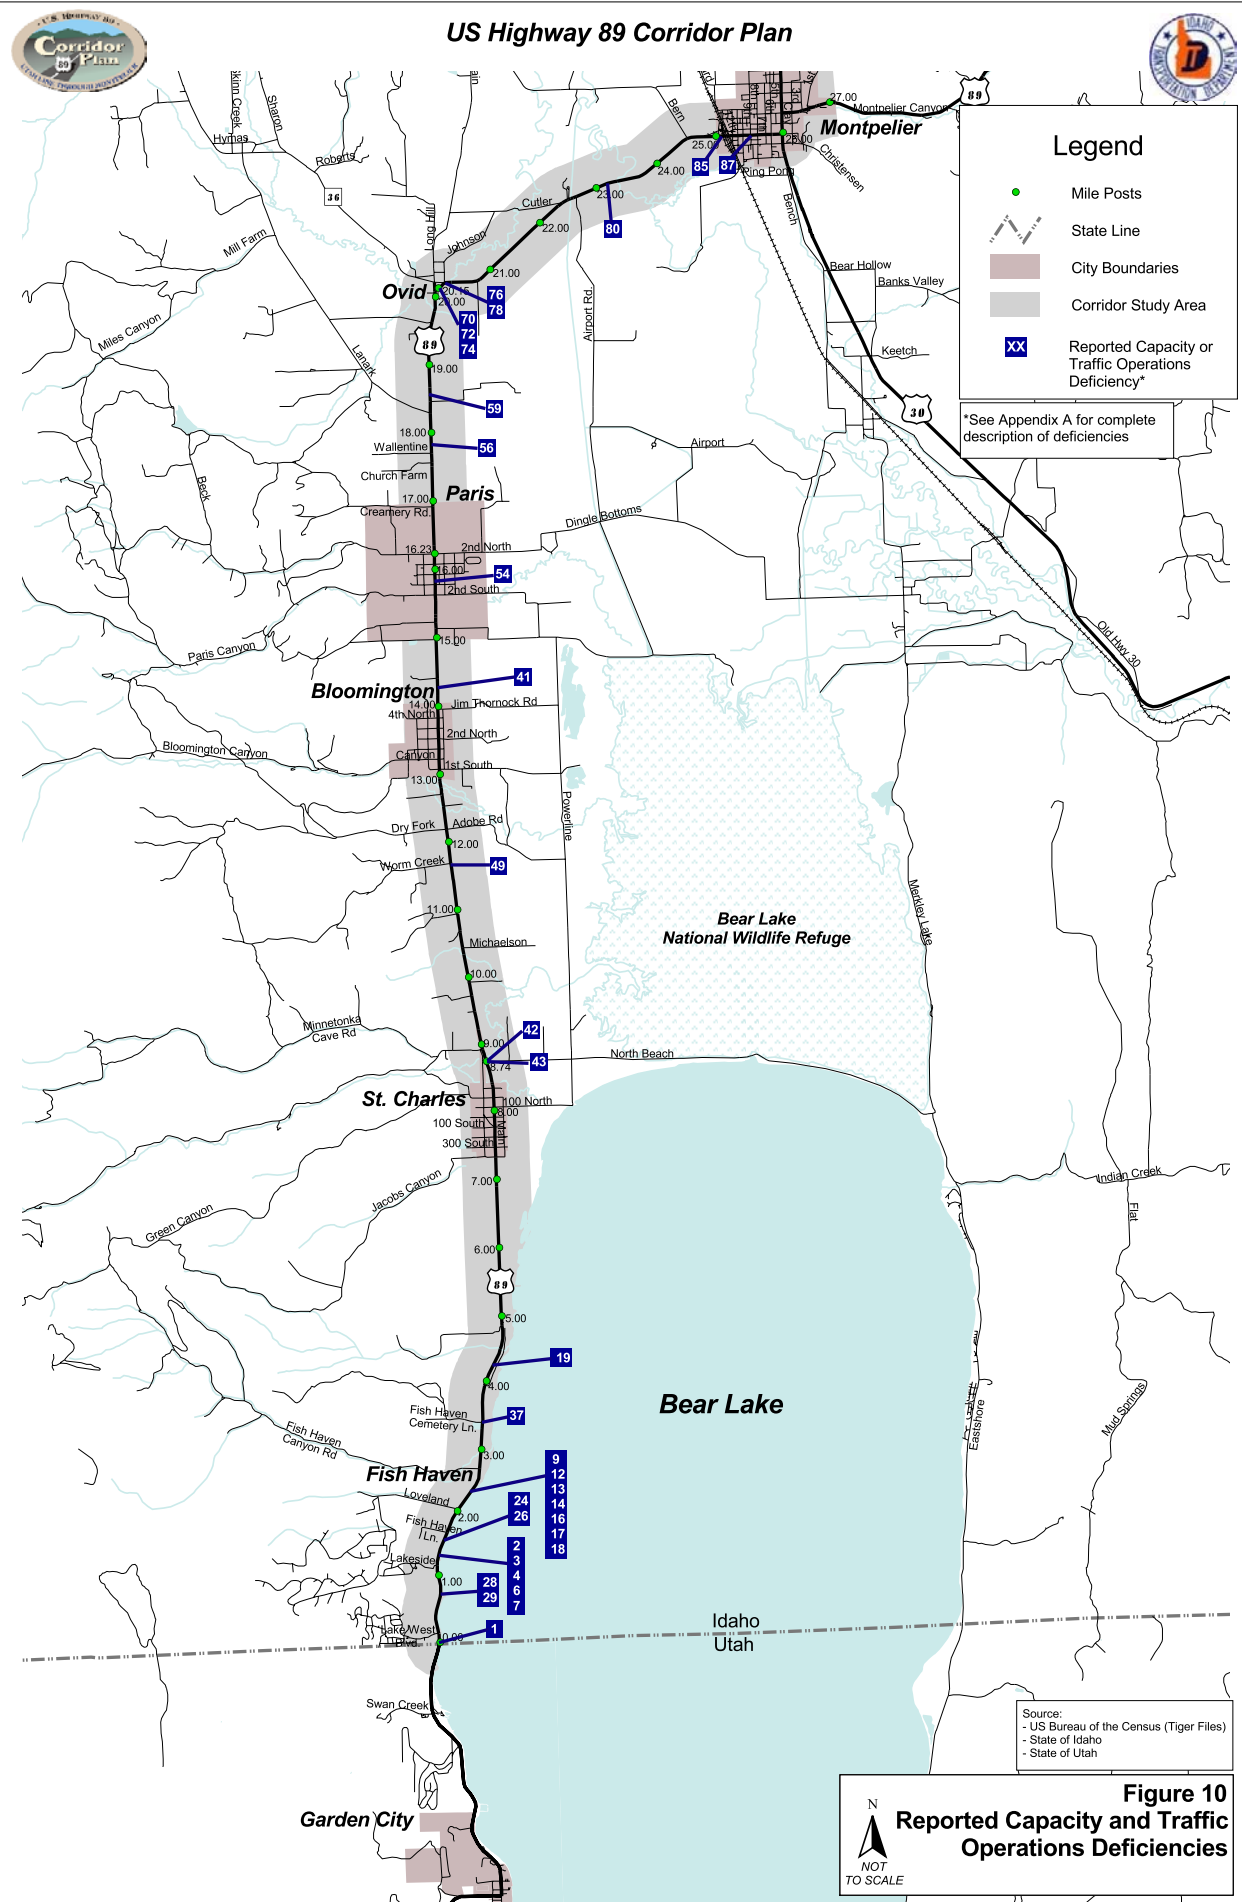 US Highway 89 Corridor Plan
U.S. HIGHWAY 89
Corridor
89
Plan
UTAH LINE THROUGH MONTPELIER
IDAHO
TRANSPORTATION DEPARTMENT
Legend
Mile Posts
State Line
City Boundaries
Corridor Study Area
XX
Reported Capacity or
Traffic Operations
Deficiency*
*See Appendix A for complete
description of deficiencies
Sharon
Hymas
Roberts
36
Mill Farm
Miles Canyon
Lanark
Long Hill
Johnson
Cutler
Bern
Montpelier
Montpelier Canyon
89
27.00
25.00
24.00
23.00
22.00
21.00
20.15
20.00
85
87
80
Ping Pong
Christensen
Bench
Bear Hollow
Banks Valley
Keetch
30
Airport Rd.
Airport
Ovid
76
78
70
72
74
89
19.00
59
18.00
Wallentine
56
Church Farm
17.00
Paris
Creamery Rd.
Beck
16.23
2nd North
16.00
54
2nd South
Dingle Bottoms
15.00
Paris Canyon
Old Hwy 30
41
Bloomington
14.00
Jim Thornock Rd
4th North
2nd North
Bloomington Canyon
Canyon
1st South
13.00
Powerline
Dry Fork
Adobe Rd
12.00
Worm Creek
49
Merkley Lake
11.00
Michaelson
Bear Lake
National Wildlife Refuge
10.00
Minnetonka
Cave Rd
42
9.00
43
8.74
North Beach
St. Charles
100 North
8.00
100 South
Main
300 South
7.00
Jacobs Canyon
Green Canyon
Indian Creek
Flat
6.00
89
5.00
19
4.00
Bear Lake
Fish Haven
Cemetery Ln.
37
Fish Haven
Canyon Rd
Eastshore
Mud Springs
3.00
Fish Haven
9
12
13
14
16
17
18
Loveland
2.00
24
26
Fish Haven
Ln.
2
3
4
6
7
Lakeside
1.00
28
29
Lake West
Blvd.
0.00
1
Idaho
Utah
Swan Creek
Garden City
Source:
- US Bureau of the Census (Tiger Files)
- State of Idaho
- State of Utah
N
NOT
TO SCALE
Figure 10
Reported Capacity and Traffic
Operations Deficiencies